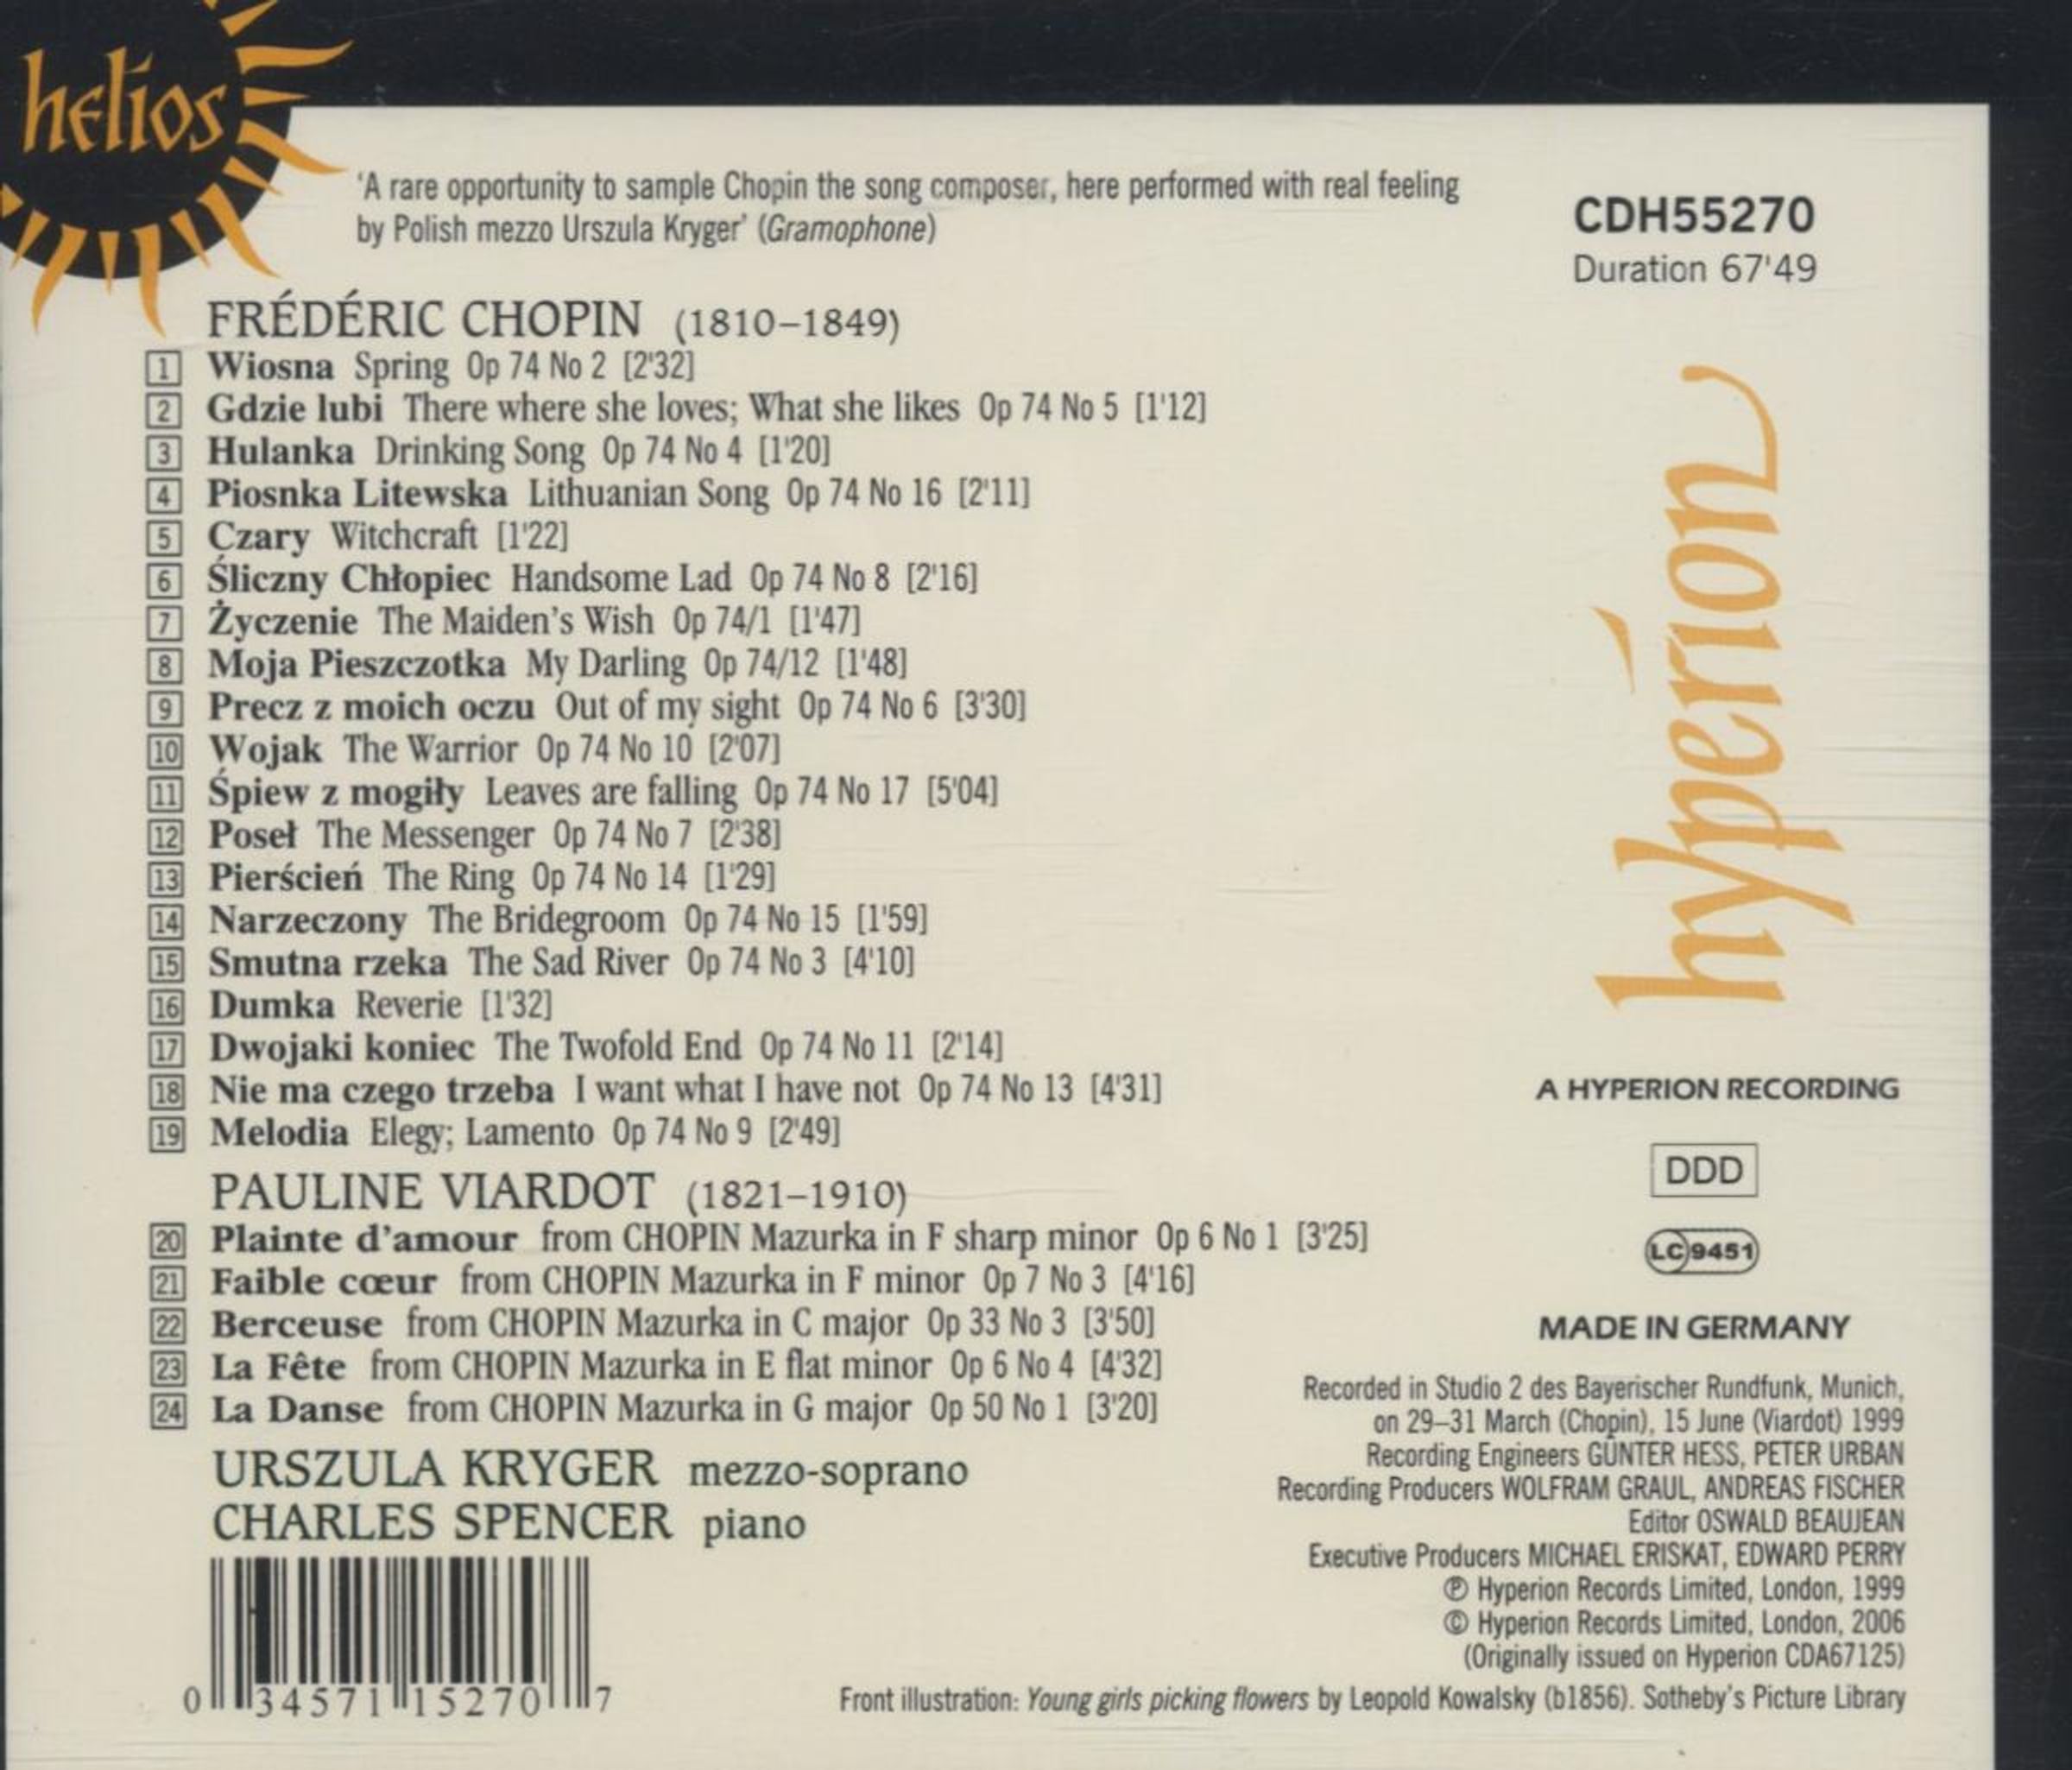 helios
'A rare opportunity to sample Chopin the song composer, here performed with real feeling
by Polish mezzo Urszula Kryger' (Gramophone)
CDH55270
Duration 67'49
FRÉDÉRIC CHOPIN (1810–1849)
1 Wiosna Spring Op 74 No 2 [2'32]
2 Gdzie lubi There where she loves; What she likes Op 74 No 5 [1'12]
3 Hulanka Drinking Song Op 74 No 4 [1'20]
4 Piosnka Litewska Lithuanian Song Op 74 No 16 [2'11]
5 Czary Witchcraft [1'22]
6 Śliczny Chłopiec Handsome Lad Op 74 No 8 [2'16]
7 Życzenie The Maiden's Wish Op 74/1 [1'47]
8 Moja Pieszczotka My Darling Op 74/12 [1'48]
9 Precz z moich oczu Out of my sight Op 74 No 6 [3'30]
10 Wojak The Warrior Op 74 No 10 [2'07]
11 Śpiew z mogiły Leaves are falling Op 74 No 17 [5'04]
12 Poseł The Messenger Op 74 No 7 [2'38]
13 Pierścień The Ring Op 74 No 14 [1'29]
14 Narzeczony The Bridegroom Op 74 No 15 [1'59]
15 Smutna rzeka The Sad River Op 74 No 3 [4'10]
16 Dumka Reverie [1'32]
17 Dwojaki koniec The Twofold End Op 74 No 11 [2'14]
18 Nie ma czego trzeba I want what I have not Op 74 No 13 [4'31]
19 Melodia Elegy; Lamento Op 74 No 9 [2'49]
PAULINE VIARDOT (1821–1910)
20 Plainte d'amour from CHOPIN Mazurka in F sharp minor Op 6 No 1 [3'25]
21 Faible cœur from CHOPIN Mazurka in F minor Op 7 No 3 [4'16]
22 Berceuse from CHOPIN Mazurka in C major Op 33 No 3 [3'50]
23 La Fête from CHOPIN Mazurka in E flat minor Op 6 No 4 [4'32]
24 La Danse from CHOPIN Mazurka in G major Op 50 No 1 [3'20]
URSZULA KRYGER mezzo-soprano
CHARLES SPENCER piano
0 34571 15270 7
hyperion
A HYPERION RECORDING
DDD
LC 9451
MADE IN GERMANY
Recorded in Studio 2 des Bayerischer Rundfunk, Munich,
on 29–31 March (Chopin), 15 June (Viardot) 1999
Recording Engineers GÜNTER HESS, PETER URBAN
Recording Producers WOLFRAM GRAUL, ANDREAS FISCHER
Editor OSWALD BEAUJEAN
Executive Producers MICHAEL ERISKAT, EDWARD PERRY
℗ Hyperion Records Limited, London, 1999
© Hyperion Records Limited, London, 2006
(Originally issued on Hyperion CDA67125)
Front illustration: Young girls picking flowers by Leopold Kowalsky (b1856). Sotheby's Picture Library